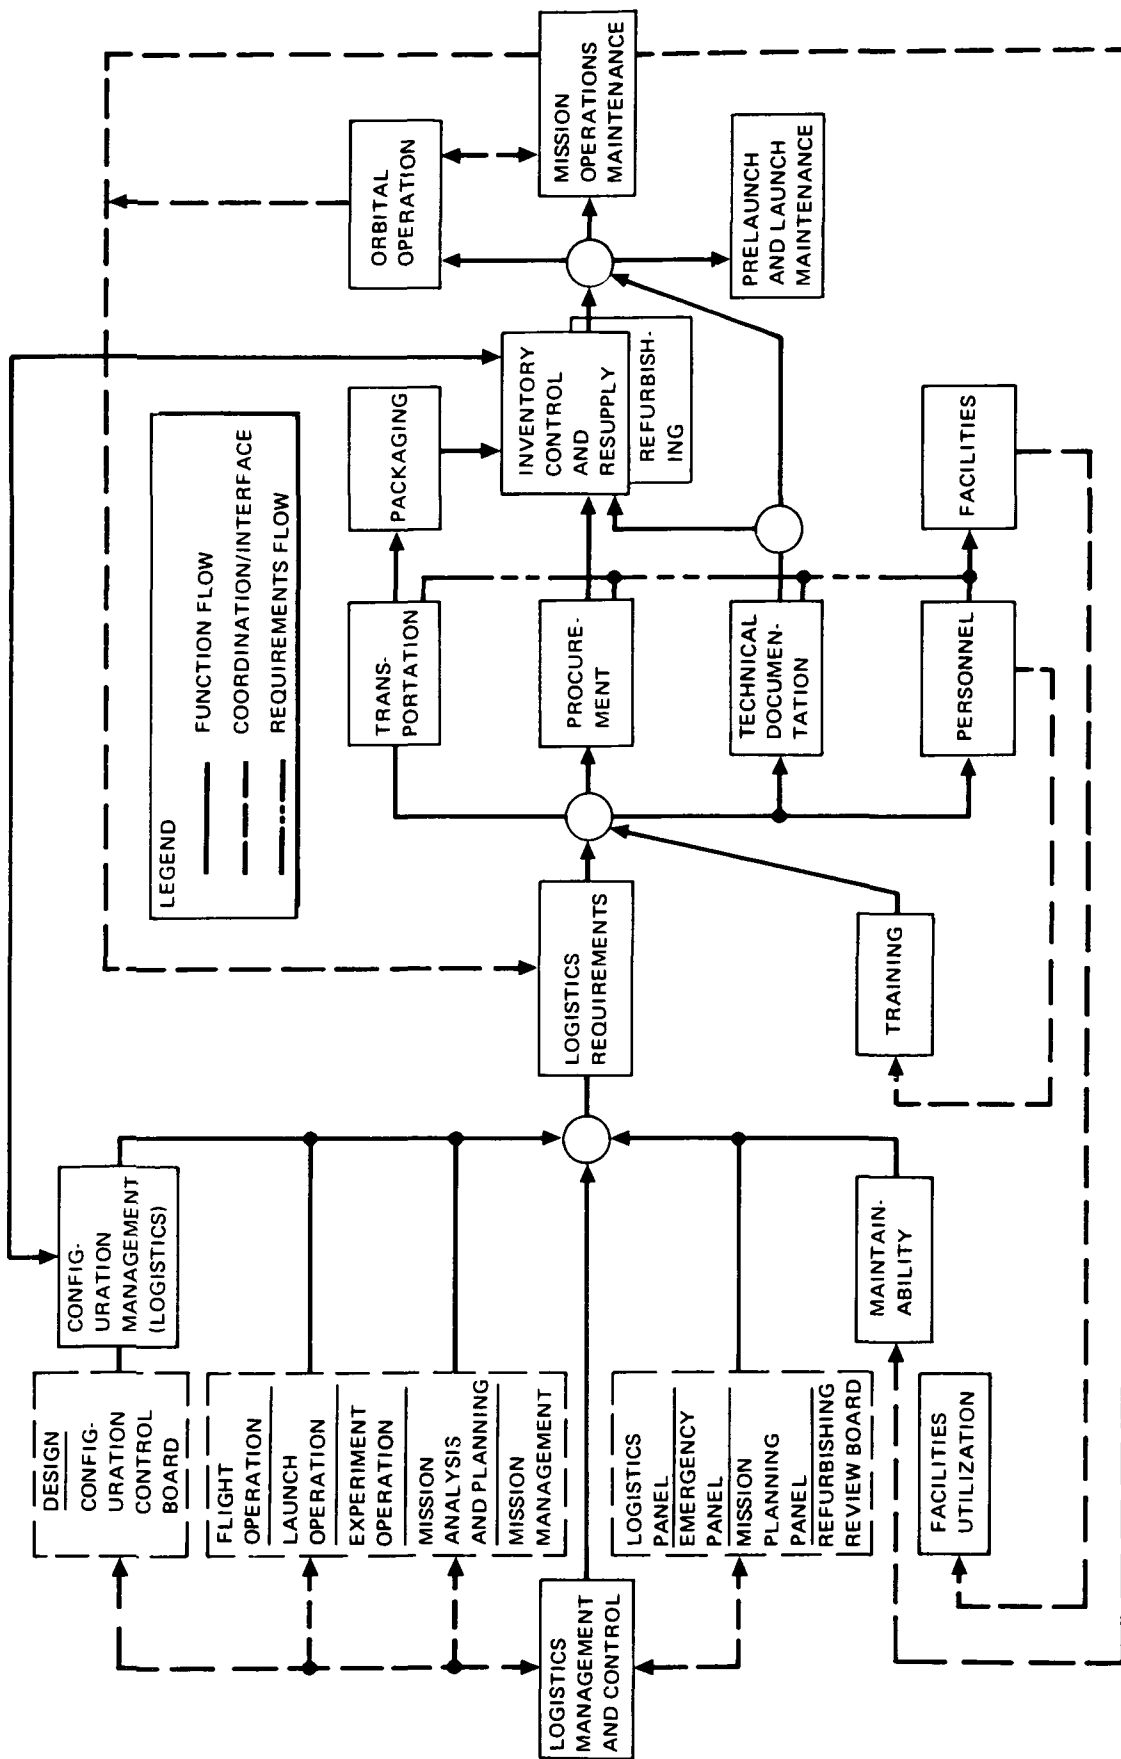 DESIGN
CONFIG-
URATION
CONTROL
BOARD
CONFIG-
URATION
MANAGEMENT
(LOGISTICS)
FLIGHT
OPERATION
LAUNCH
OPERATION
EXPERIMENT
OPERATION
MISSION
ANALYSIS
AND PLANNING
MISSION
MANAGEMENT
LOGISTICS
MANAGEMENT
AND CONTROL
LOGISTICS
PANEL
EMERGENCY
PANEL
MISSION
PLANNING
PANEL
REFURBISHING
REVIEW BOARD
MAINTAIN-
ABILITY
FACILITIES
UTILIZATION
LEGEND
FUNCTION FLOW
COORDINATION/INTERFACE
REQUIREMENTS FLOW
LOGISTICS
REQUIREMENTS
TRAINING
TRANS-
PORTATION
PROCURE-
MENT
TECHNICAL
DOCUMEN-
TATION
PERSONNEL
PACKAGING
INVENTORY
CONTROL
AND
RESUPPLY
REFURBISH-
ING
FACILITIES
ORBITAL
OPERATION
MISSION
OPERATIONS
MAINTENANCE
PRELAUNCH
AND LAUNCH
MAINTENANCE